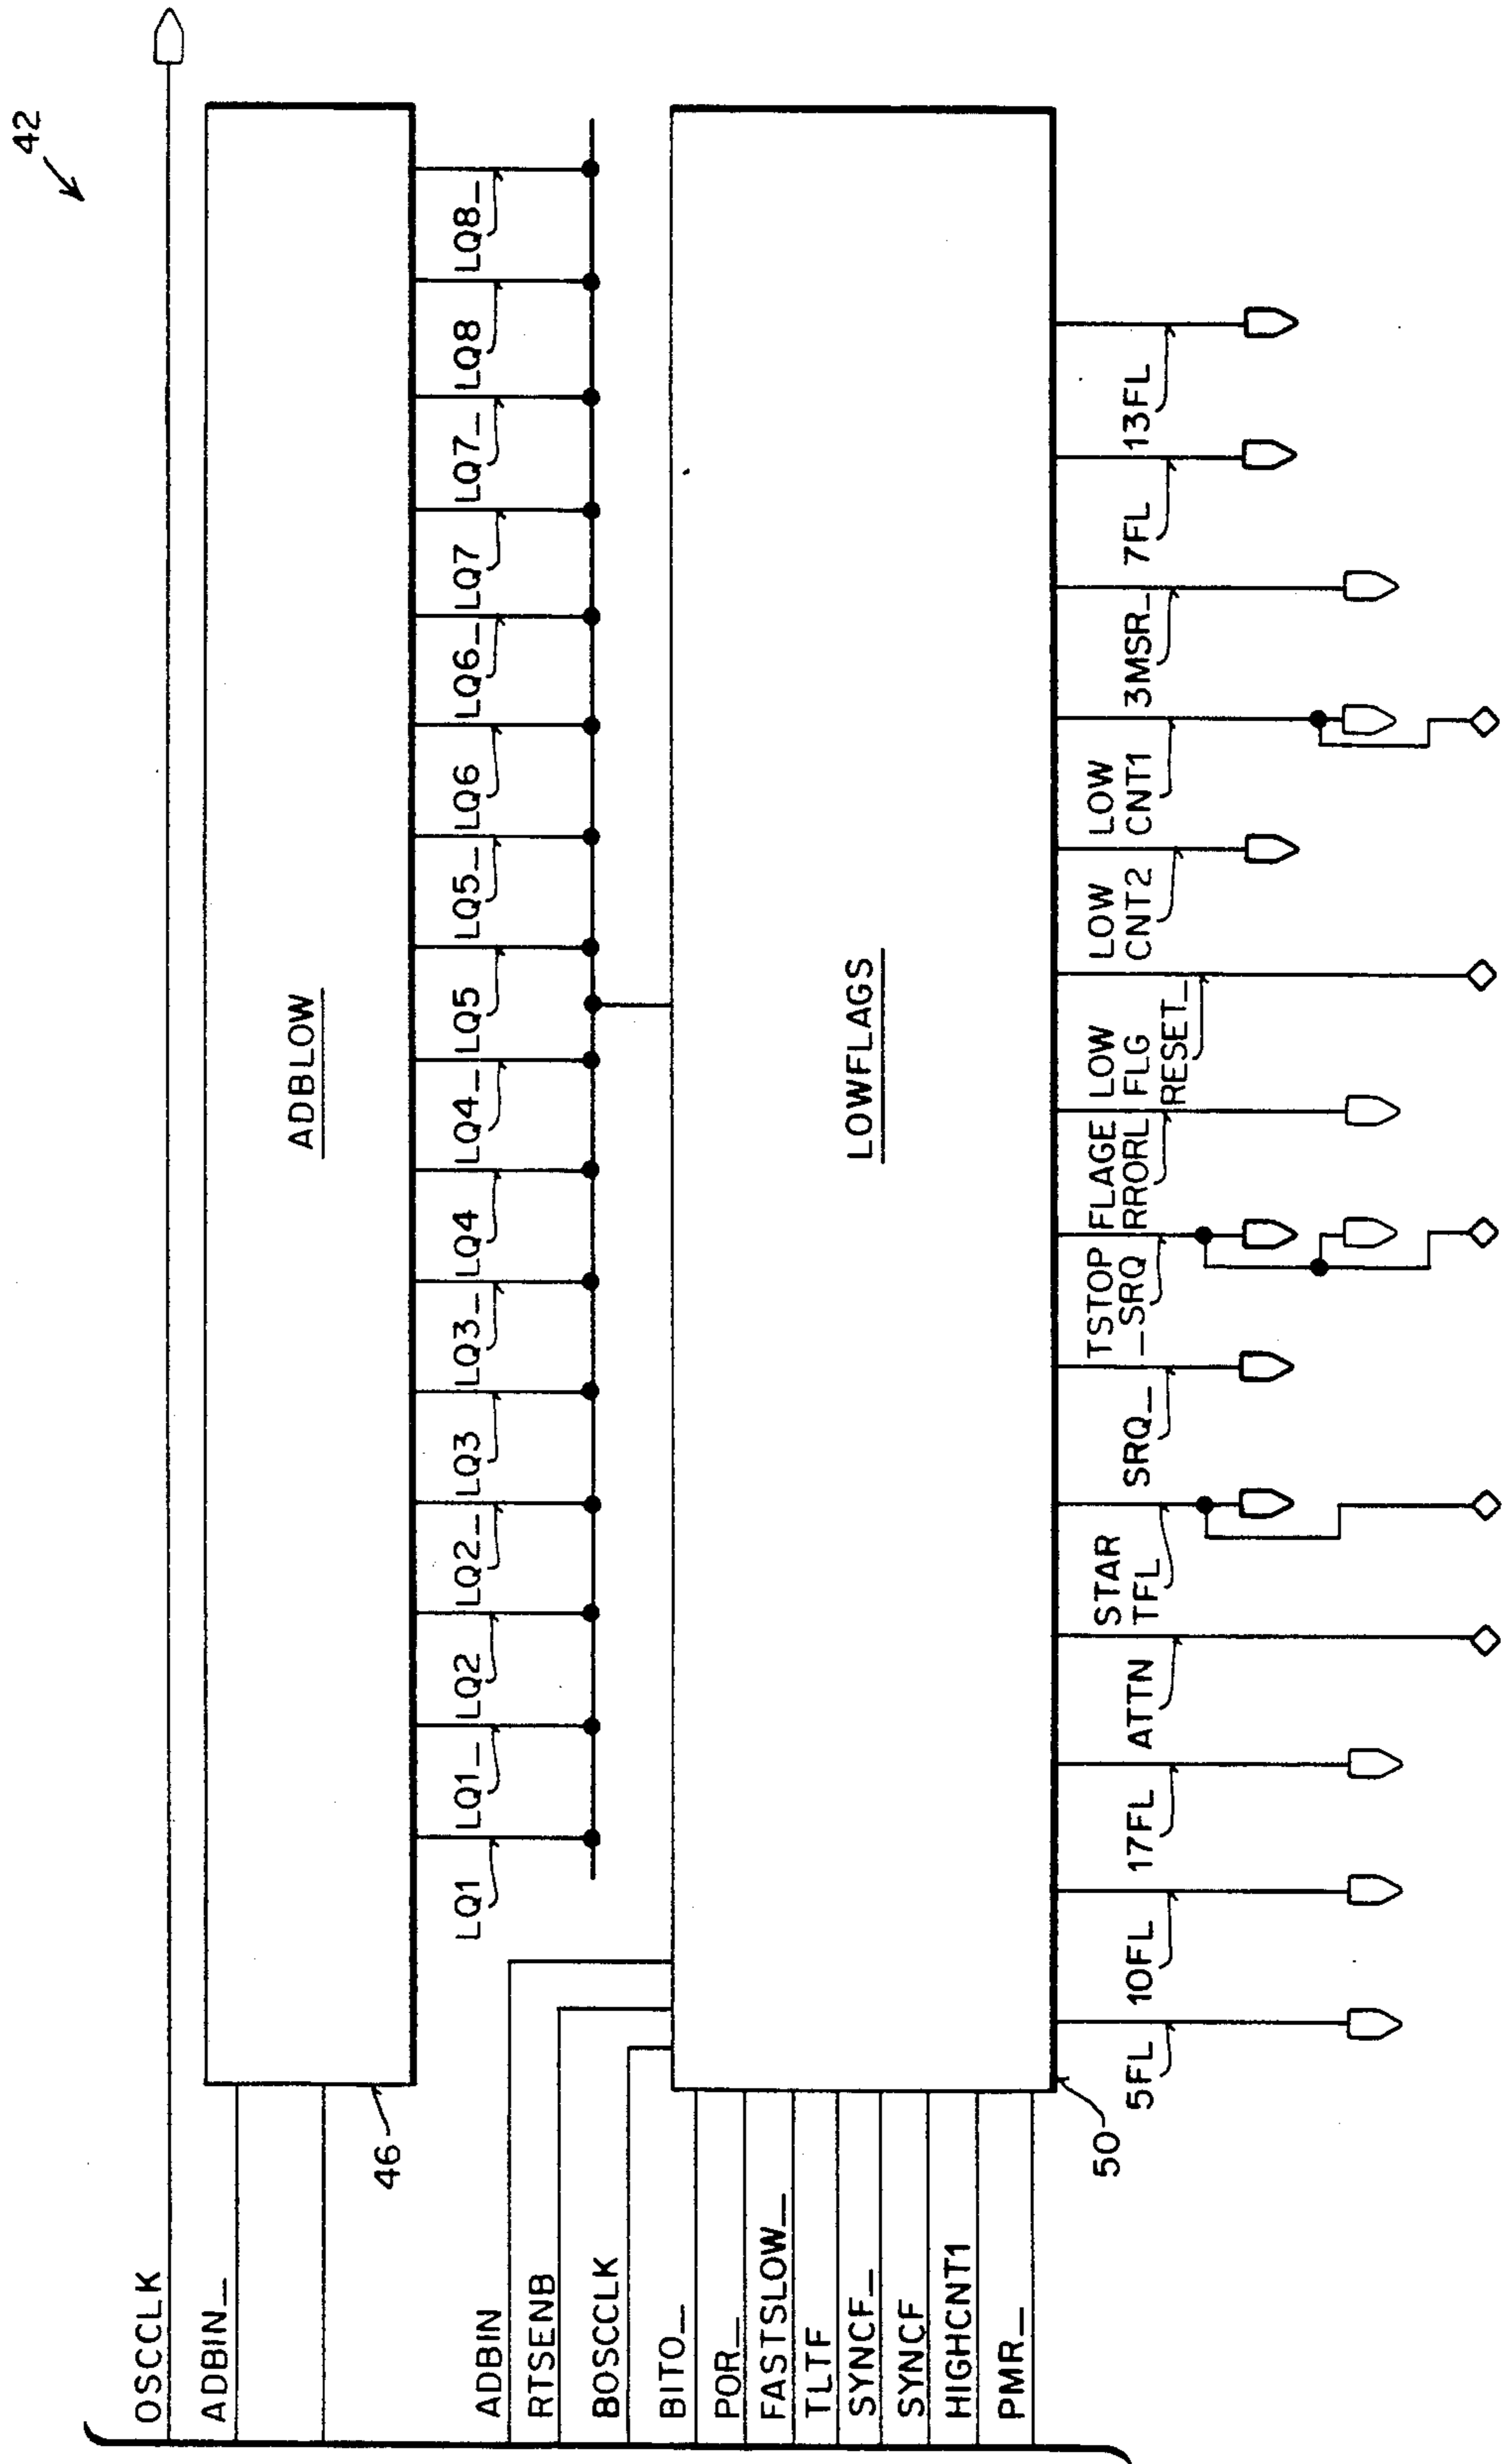 42
OSCCLK
ADBIN_
46
ADBLOW
LQ1
LQ1_
LQ2
LQ2_
LQ3
LQ3_
LQ4
LQ4_
LQ5
LQ5_
LQ6
LQ6_
LQ7
LQ7_
LQ8
LQ8_
ADBIN
RTSENB
BOSCCLK
BITO_
POR_
FASTSLOW_
TLTF
SYNCF_
SYNCF
HIGHCNT1
PMR_
50
LOWFLAGS
5FL
10FL
17FL
ATTN
STAR
TFL
SRQ_
TSTOP
_SRQ
FLAGE
RRORL
LOW
FLG
RESET_
LOW
CNT2
LOW
CNT1
3MSR_
7FL
13FL